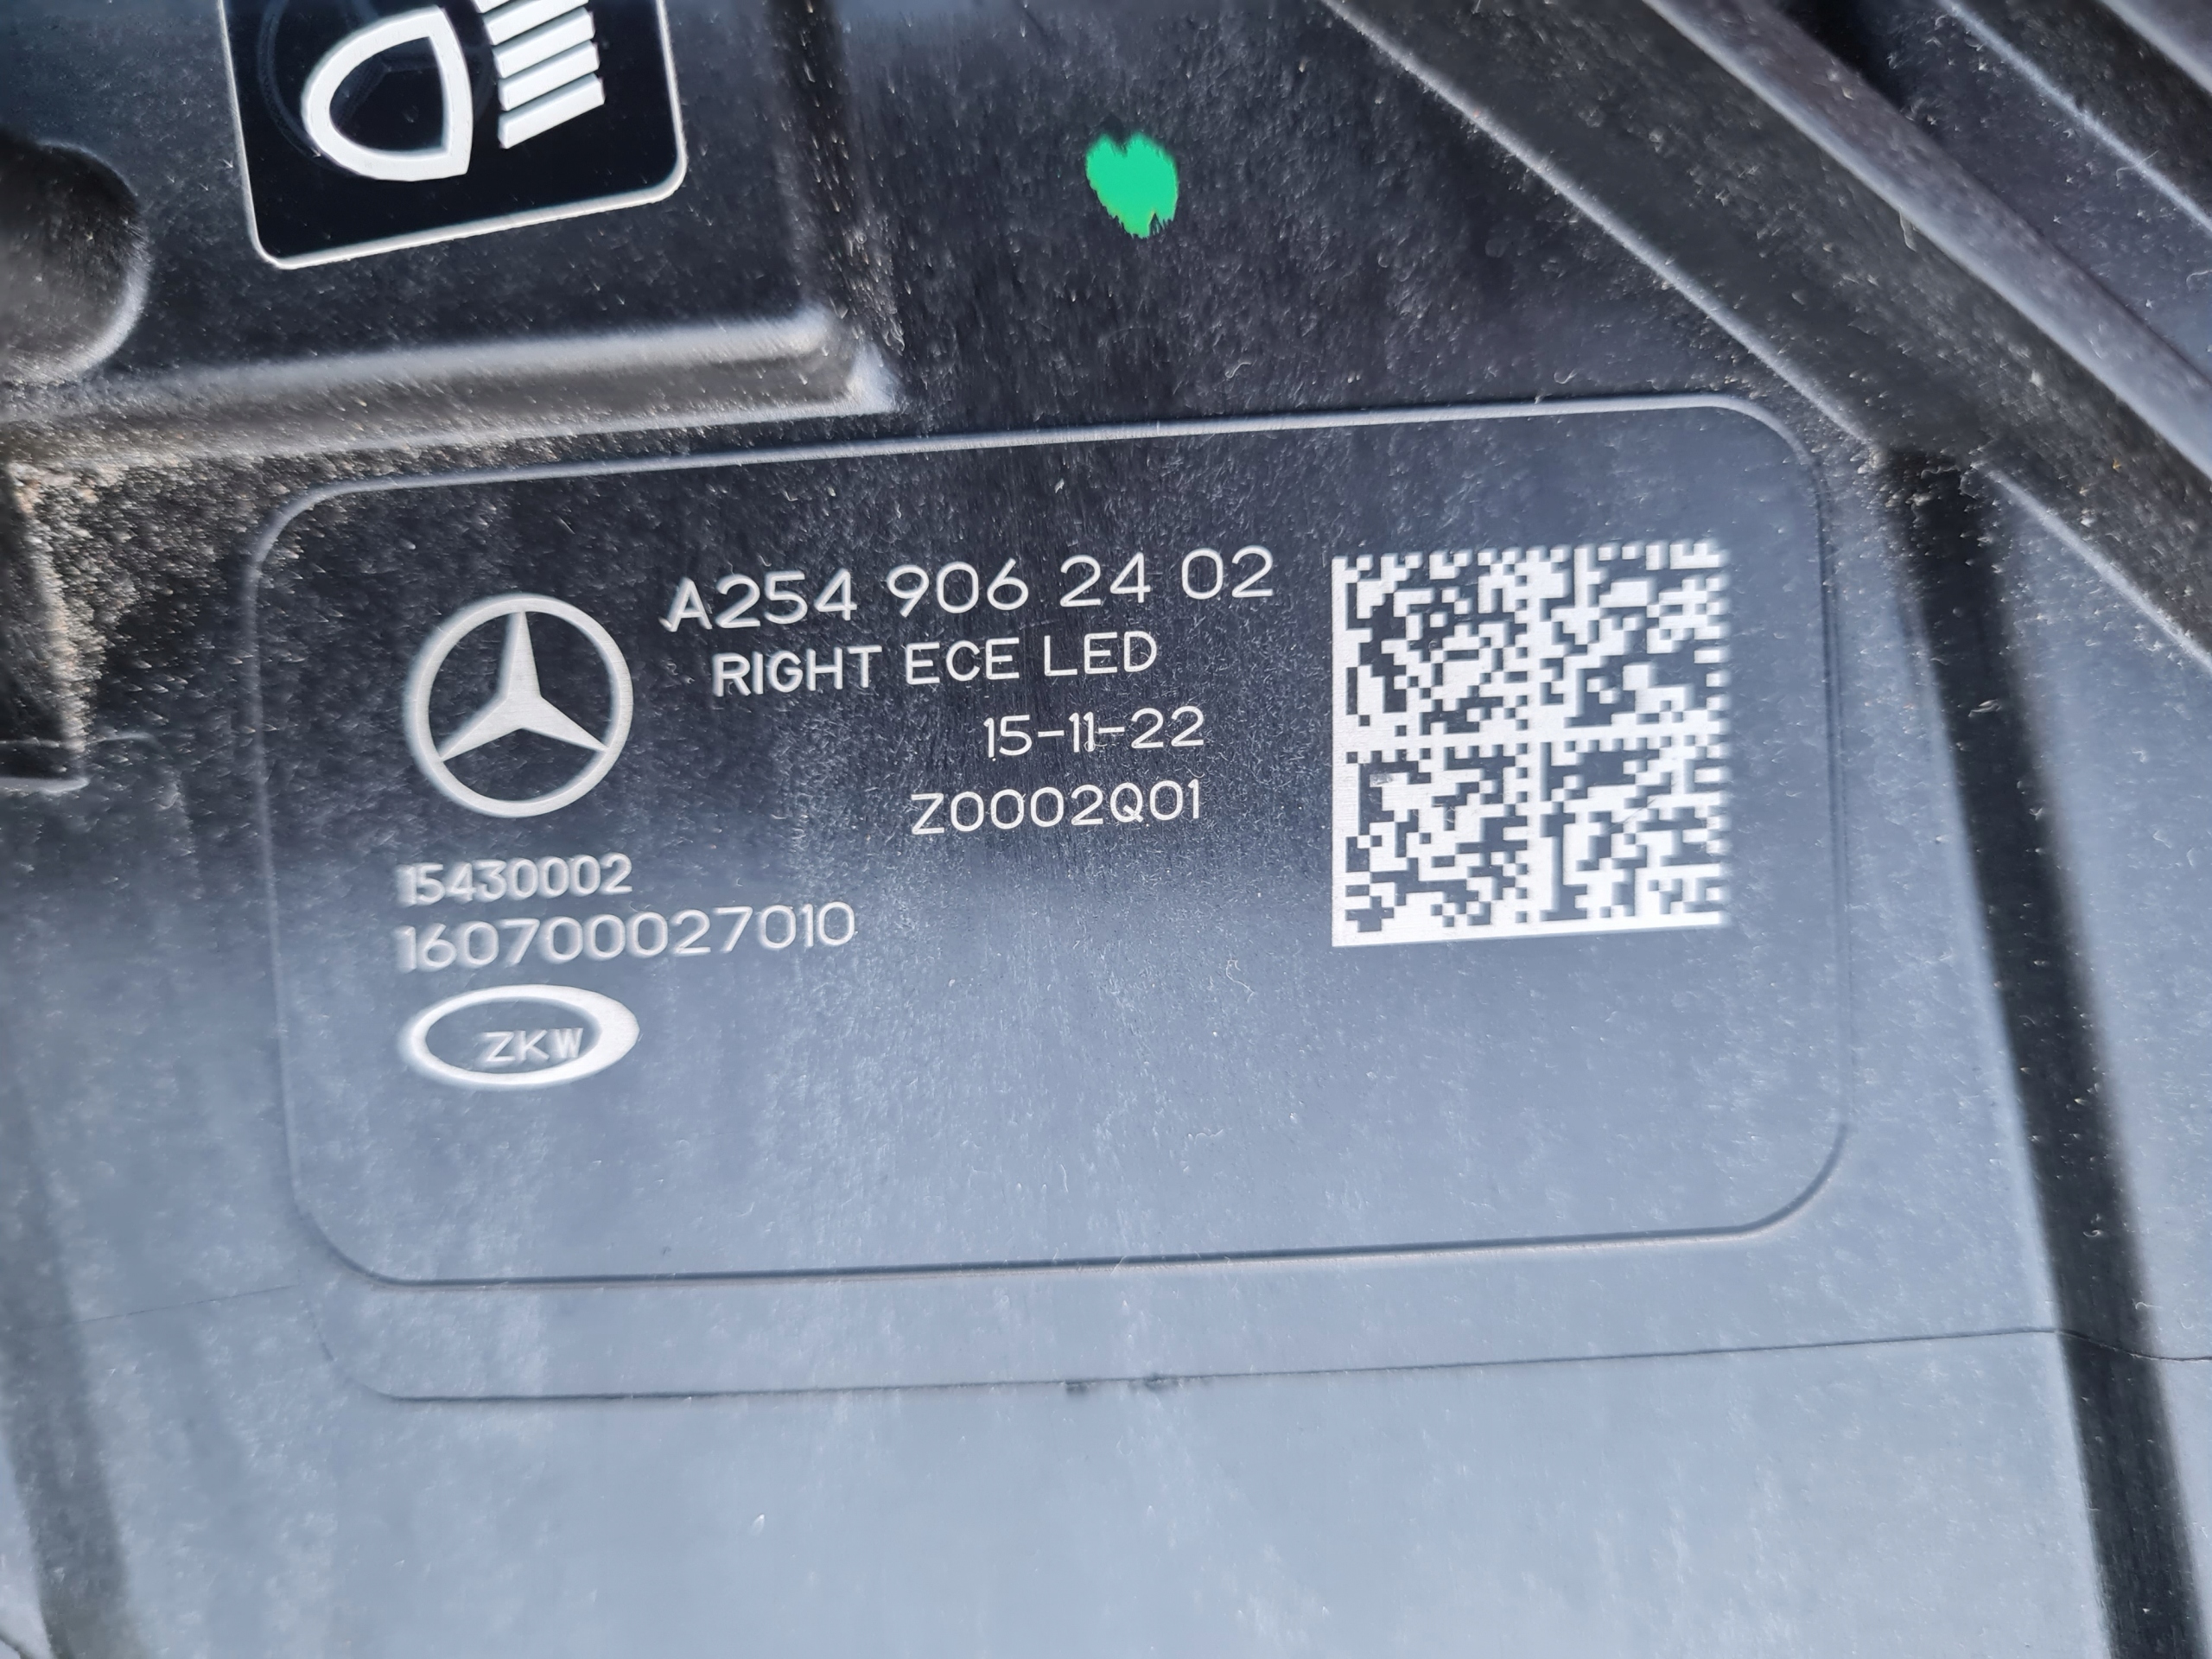 A254 906 24 02
RIGHT ECE LED
15-11-22
Z0002Q01
15430002
160700027010
ZKW